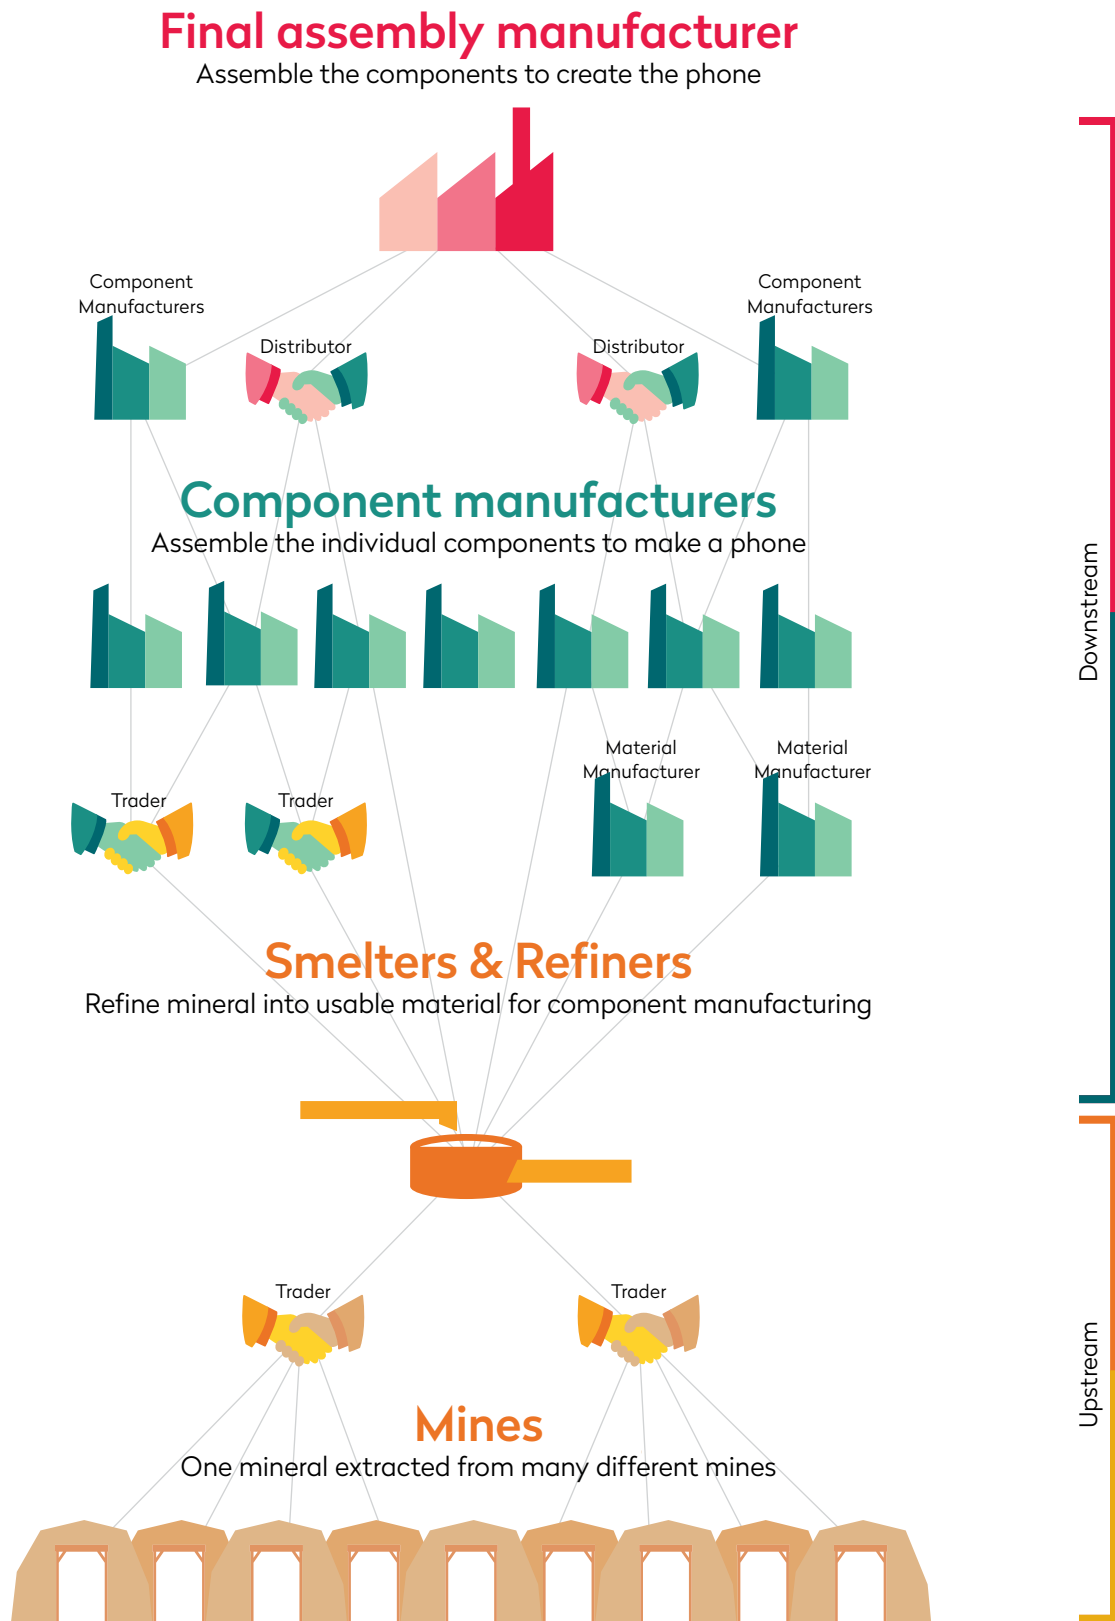 Final assembly manufacturer
Assemble the components to create the phone
Component
Manufacturers
Component
Manufacturers
Distributor
Distributor
Component manufacturers
Assemble the individual components to make a phone
Downstream
Material
Manufacturer
Material
Manufacturer
Trader
Trader
Smelters & Refiners
Refine mineral into usable material for component manufacturing
Trader
Trader
Upstream
Mines
One mineral extracted from many different mines